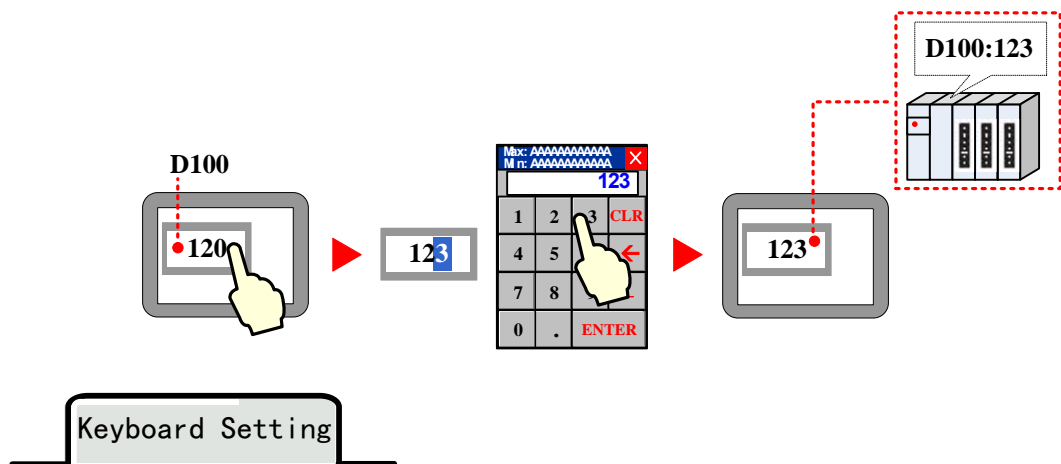 D100:123
D100
120
123
Max: AAAAAAAAAAAA
Min: AAAAAAAAAAAA
X
123
1 2 3 CLR
4 5 ←
7 8
0 . ENTER
123
Keyboard Setting